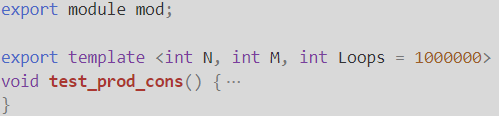 export module mod;
export template <int N, int M, int Loops = 1000000>
void test_prod_cons() { ⋯
}